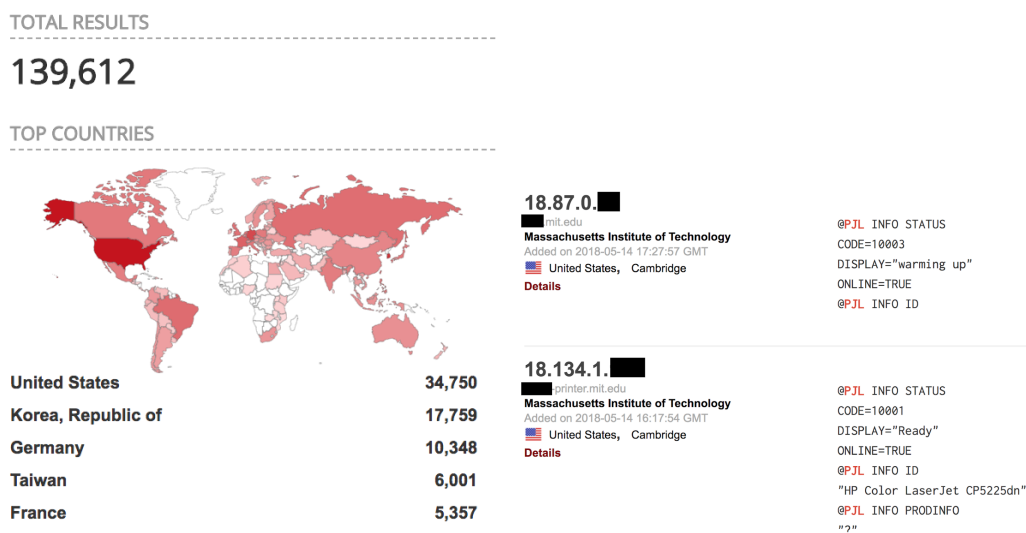 TOTAL RESULTS
139,612
TOP COUNTRIES
United States 34,750
Korea, Republic of 17,759
Germany 10,348
Taiwan 6,001
France 5,357
18.87.0.
mit.edu
Massachusetts Institute of Technology
Added on 2018-05-14 17:27:57 GMT
United States, Cambridge
Details
@PJL INFO STATUS
CODE=10003
DISPLAY="warming up"
ONLINE=TRUE
@PJL INFO ID
18.134.1.
-printer.mit.edu
Massachusetts Institute of Technology
Added on 2018-05-14 16:17:54 GMT
United States, Cambridge
Details
@PJL INFO STATUS
CODE=10001
DISPLAY="Ready"
ONLINE=TRUE
@PJL INFO ID
"HP Color LaserJet CP5225dn"
@PJL INFO PRODINFO
"?"